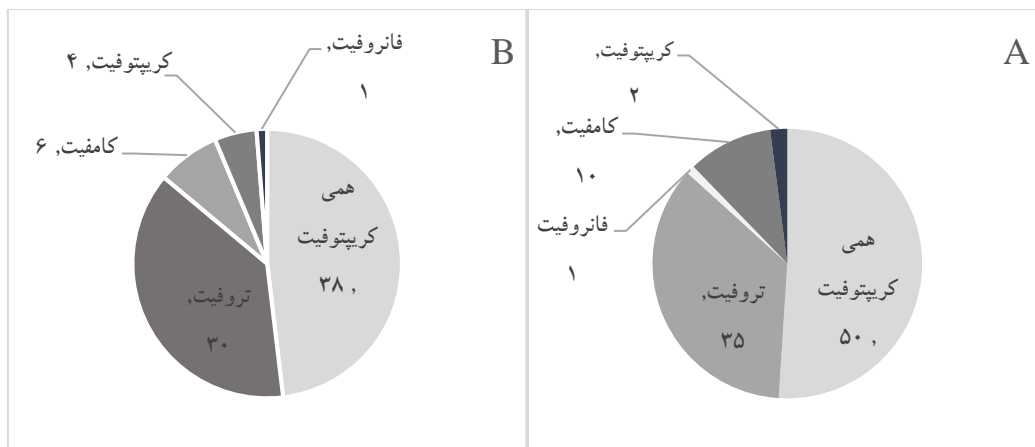 B
فانروفیت,
۱
کریپتوفیت, ۴
کامفیت, ۶
همی
کریپتوفیت
, ۳۸
تروفیت,
۳۰
A
کریپتوفیت,
۲
کامفیت,
۱۰
فانروفیت
۱
همی
کریپتوفیت
, ۵۰
تروفیت,
۳۵